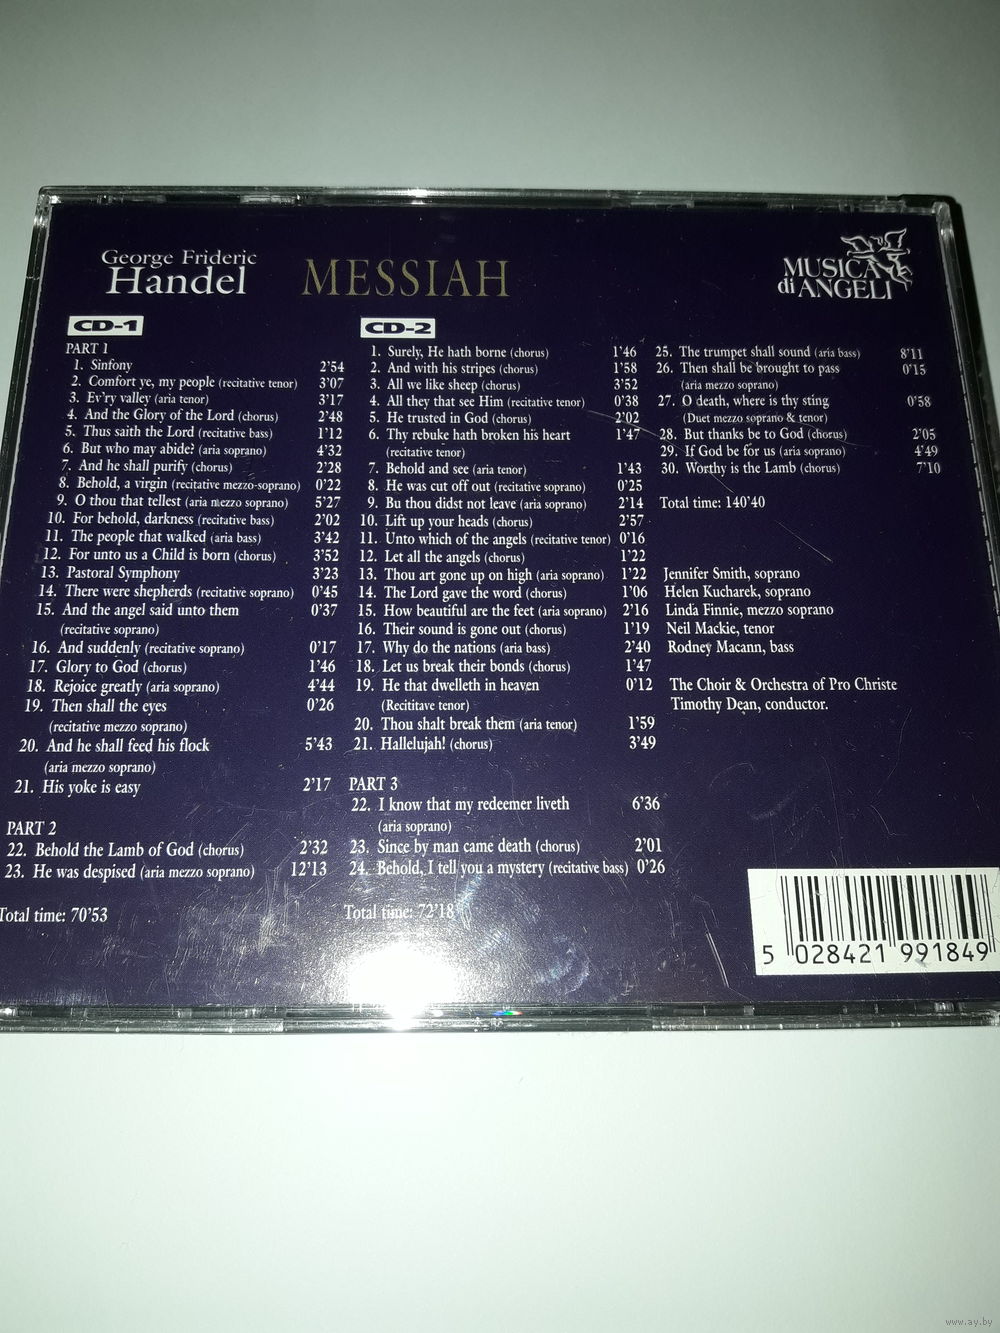 George Frideric
Handel
MESSIAH
MUSICA
di ANGELI
CD-1
PART 1
1. Sinfony 2'54
2. Comfort ye, my people (recitative tenor) 3'07
3. Ev'ry valley (aria tenor) 3'17
4. And the Glory of the Lord (chorus) 2'48
5. Thus saith the Lord (recitative bass) 1'12
6. But who may abide? (aria soprano) 4'32
7. And he shall purify (chorus) 2'28
8. Behold, a virgin (recitative mezzo-soprano) 0'22
9. O thou that tellest (aria mezzo soprano) 5'27
10. For behold, darkness (recitative bass) 2'02
11. The people that walked (aria bass) 3'42
12. For unto us a Child is born (chorus) 3'52
13. Pastoral Symphony 3'23
14. There were shepherds (recitative soprano) 0'45
15. And the angel said unto them 0'37
(recitative soprano)
16. And suddenly (recitative soprano) 0'17
17. Glory to God (chorus) 1'46
18. Rejoice greatly (aria soprano) 4'44
19. Then shall the eyes 0'26
(recitative mezzo soprano)
20. And he shall feed his flock 5'43
(aria mezzo soprano)
21. His yoke is easy 2'17
PART 2
22. Behold the Lamb of God (chorus) 2'32
23. He was despised (aria mezzo soprano) 12'13
Total time: 70'53
CD-2
1. Surely, He hath borne (chorus) 1'46
2. And with his stripes (chorus) 1'58
3. All we like sheep (chorus) 3'52
4. All they that see Him (recitative tenor) 0'38
5. He trusted in God (chorus) 2'02
6. Thy rebuke hath broken his heart 1'47
(recitative tenor)
7. Behold and see (aria tenor) 1'43
8. He was cut off out (recitative soprano) 0'25
9. Bu thou didst not leave (aria soprano) 2'14
10. Lift up your heads (chorus) 2'57
11. Unto which of the angels (recitative tenor) 0'16
12. Let all the angels (chorus) 1'22
13. Thou art gone up on high (aria soprano) 1'22
14. The Lord gave the word (chorus) 1'06
15. How beautiful are the feet (aria soprano) 2'16
16. Their sound is gone out (chorus) 1'19
17. Why do the nations (aria bass) 2'40
18. Let us break their bonds (chorus) 1'47
19. He that dwelleth in heaven 0'12
(Recititave tenor)
20. Thou shalt break them (aria tenor) 1'59
21. Hallelujah! (chorus) 3'49
PART 3
22. I know that my redeemer liveth 6'36
(aria soprano)
23. Since by man came death (chorus) 2'01
24. Behold, I tell you a mystery (recitative bass) 0'26
Total time: 72'18
25. The trumpet shall sound (aria bass) 8'11
26. Then shall be brought to pass 0'15
(aria mezzo soprano)
27. O death, where is thy sting 0'58
(Duet mezzo soprano & tenor)
28. But thanks be to God (chorus) 2'05
29. If God be for us (aria soprano) 4'49
30. Worthy is the Lamb (chorus) 7'10
Total time: 140'40
Jennifer Smith, soprano
Helen Kucharek, soprano
Linda Finnie, mezzo soprano
Neil Mackie, tenor
Rodney Macann, bass
The Choir & Orchestra of Pro Christe
Timothy Dean, conductor.
5 028421 991849
www.ay.by